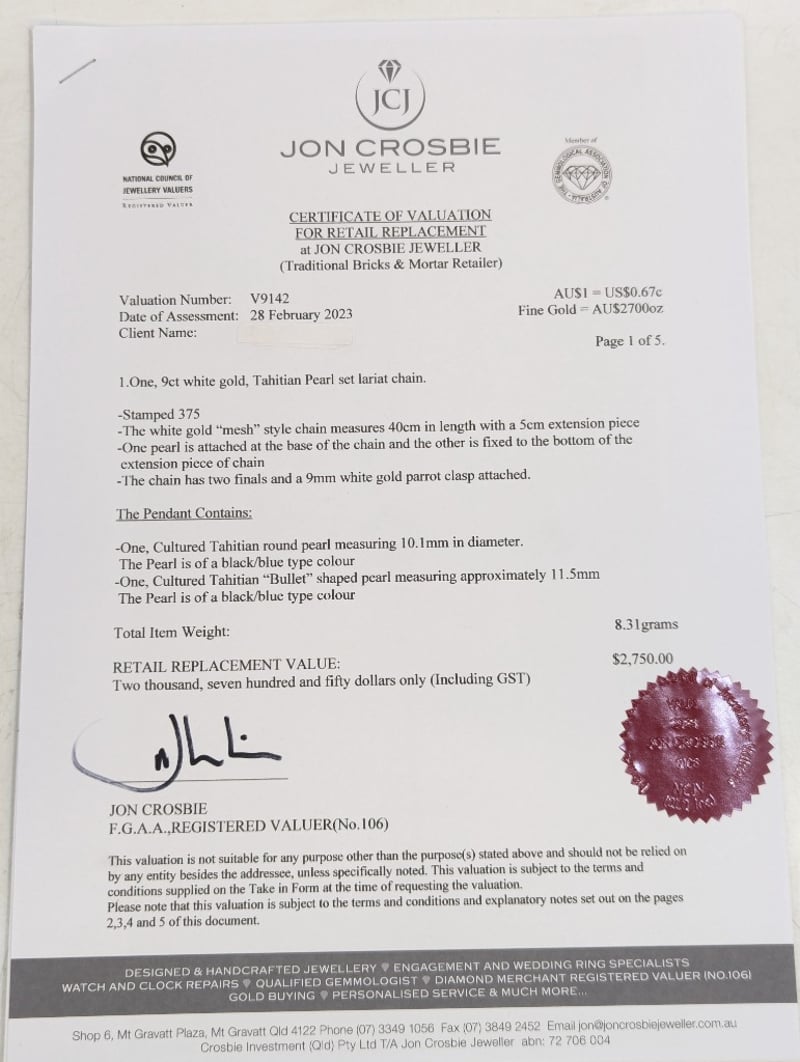 JCJ
JON CROSBIE
JEWELLER
NATIONAL COUNCIL OF
JEWELLERY VALUERS
REGISTERED VALUER
Member of
THE GEMMOLOGICAL ASSOCIATION OF AUSTRALIA
CERTIFICATE OF VALUATION
FOR RETAIL REPLACEMENT
at JON CROSBIE JEWELLER
(Traditional Bricks & Mortar Retailer)
Valuation Number: V9142
Date of Assessment: 28 February 2023
Client Name:
AU$1 = US$0.67c
Fine Gold = AU$2700oz
Page 1 of 5.
1.One, 9ct white gold, Tahitian Pearl set lariat chain.
-Stamped 375
-The white gold “mesh” style chain measures 40cm in length with a 5cm extension piece
-One pearl is attached at the base of the chain and the other is fixed to the bottom of the
extension piece of chain
-The chain has two finals and a 9mm white gold parrot clasp attached.
The Pendant Contains:
-One, Cultured Tahitian round pearl measuring 10.1mm in diameter.
The Pearl is of a black/blue type colour
-One, Cultured Tahitian “Bullet” shaped pearl measuring approximately 11.5mm
The Pearl is of a black/blue type colour
Total Item Weight: 8.31grams
RETAIL REPLACEMENT VALUE: $2,750.00
Two thousand, seven hundred and fifty dollars only (Including GST)
JON CROSBIE
JON CROSBIE
F.G.A.A.,REGISTERED VALUER(No.106)
This valuation is not suitable for any purpose other than the purpose(s) stated above and should not be relied on
by any entity besides the addressee, unless specifically noted. This valuation is subject to the terms and
conditions supplied on the Take in Form at the time of requesting the valuation.
Please note that this valuation is subject to the terms and conditions and explanatory notes set out on the pages
2,3,4 and 5 of this document.
DESIGNED & HANDCRAFTED JEWELLERY ENGAGEMENT AND WEDDING RING SPECIALISTS
WATCH AND CLOCK REPAIRS QUALIFIED GEMMOLOGIST DIAMOND MERCHANT REGISTERED VALUER (NO.106)
GOLD BUYING PERSONALISED SERVICE & MUCH MORE...
Shop 6, Mt Gravatt Plaza, Mt Gravatt Qld 4122 Phone (07) 3349 1056 Fax (07) 3849 2452 Email jon@joncrosbiejeweller.com.au
Crosbie Investment (Qld) Pty Ltd T/A Jon Crosbie Jeweller abn: 72 706 004